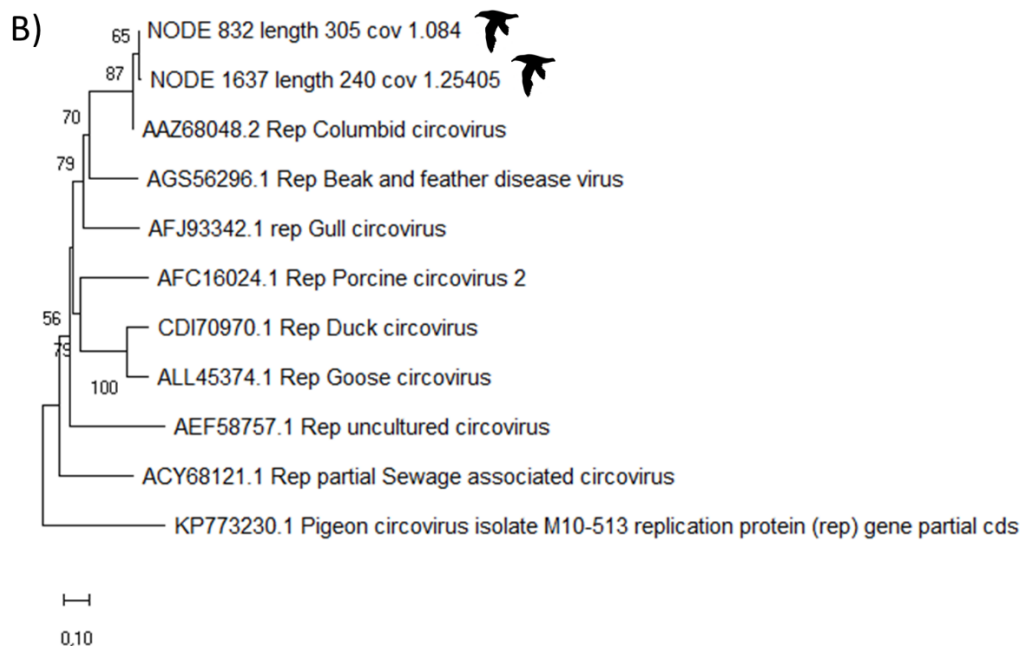 B)
65
NODE 832 length 305 cov 1.084
87
NODE 1637 length 240 cov 1.25405
70
AAZ68048.2 Rep Columbid circovirus
79
AGS56296.1 Rep Beak and feather disease virus
AFJ93342.1 rep Gull circovirus
AFC16024.1 Rep Porcine circovirus 2
56
CDI70970.1 Rep Duck circovirus
79
ALL45374.1 Rep Goose circovirus
100
AEF58757.1 Rep uncultured circovirus
ACY68121.1 Rep partial Sewage associated circovirus
KP773230.1 Pigeon circovirus isolate M10-513 replication protein (rep) gene partial cds
0,10